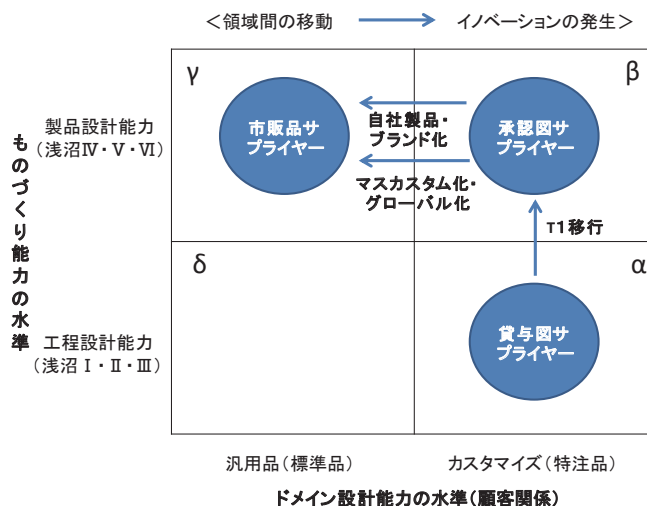 ＜領域間の移動 イノベーションの発生＞
γ
β
製品設計能力
（浅沼Ⅳ・Ⅴ・Ⅵ）
市販品サ
プライヤー
自社製品・
ブランド化
マスカスタム化・
グローバル化
承認図サ
プライヤー
T1移行
ものづくり能力の水準
δ
α
工程設計能力
（浅沼Ⅰ・Ⅱ・Ⅲ）
貸与図サ
プライヤー
汎用品（標準品）
カスタマイズ（特注品）
ドメイン設計能力の水準（顧客関係）